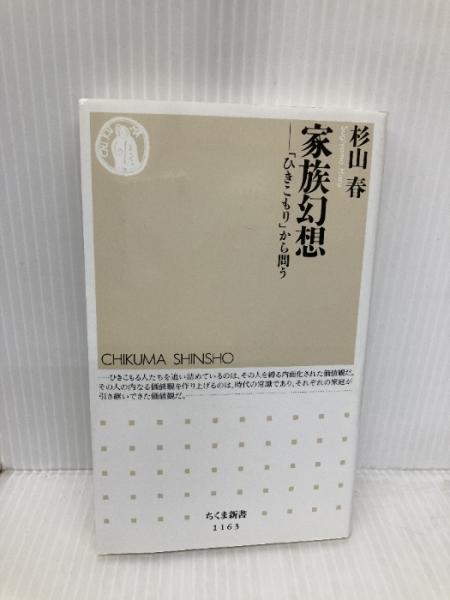 杉山 春
Sugiyama Haru
家族幻想
──「ひきこもり」から問う
CHIKUMA SHINSHO
──ひきこもる人たちを追い詰めているのは、その人を縛る内面化された価値観だ。
その人の内なる価値観を作り上げるのは、時代の常識であり、それぞれの家庭が
引き継いできた価値観だ。
ちくま新書
1163